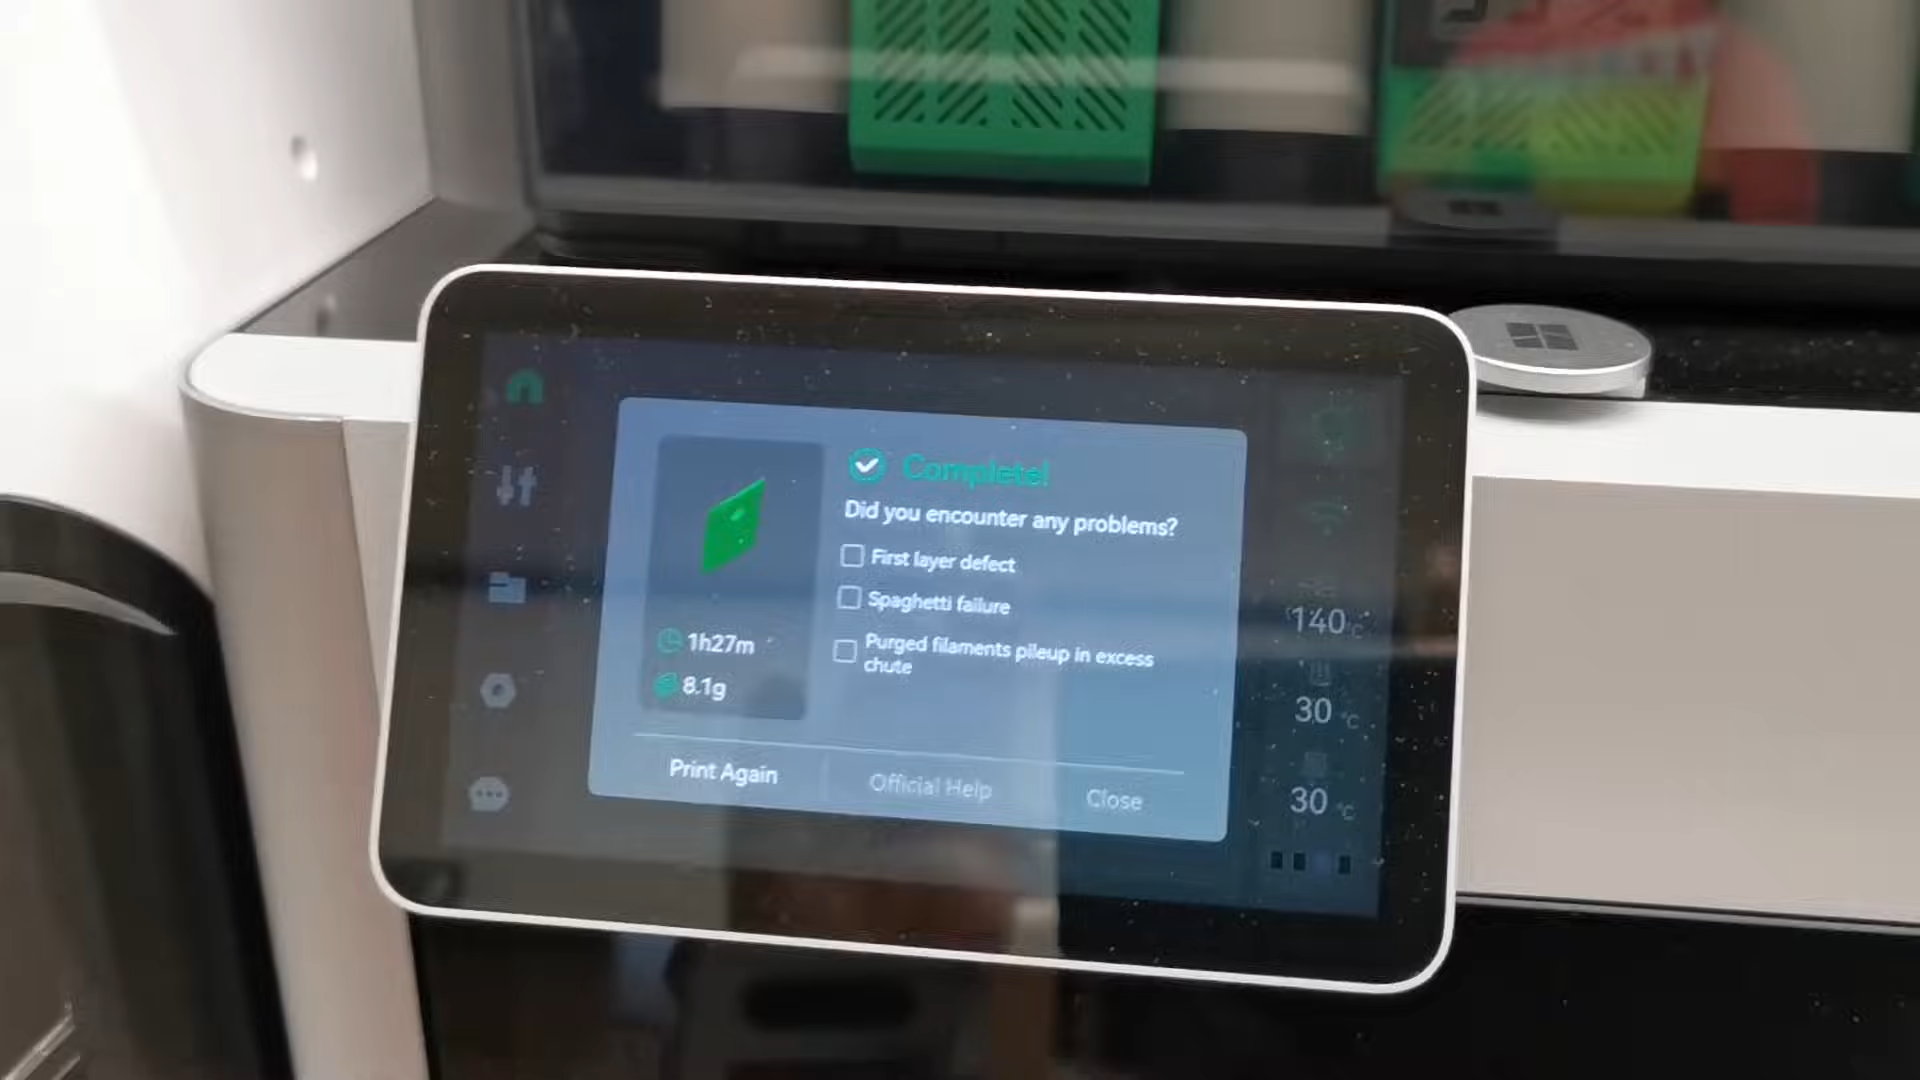 Complete!
Did you encounter any problems?
First layer defect
Spaghetti failure
Purged filaments pileup in excess
chute
1h27m
8.1g
Print Again
Official Help
Close
140°C
30 °C
30 °C